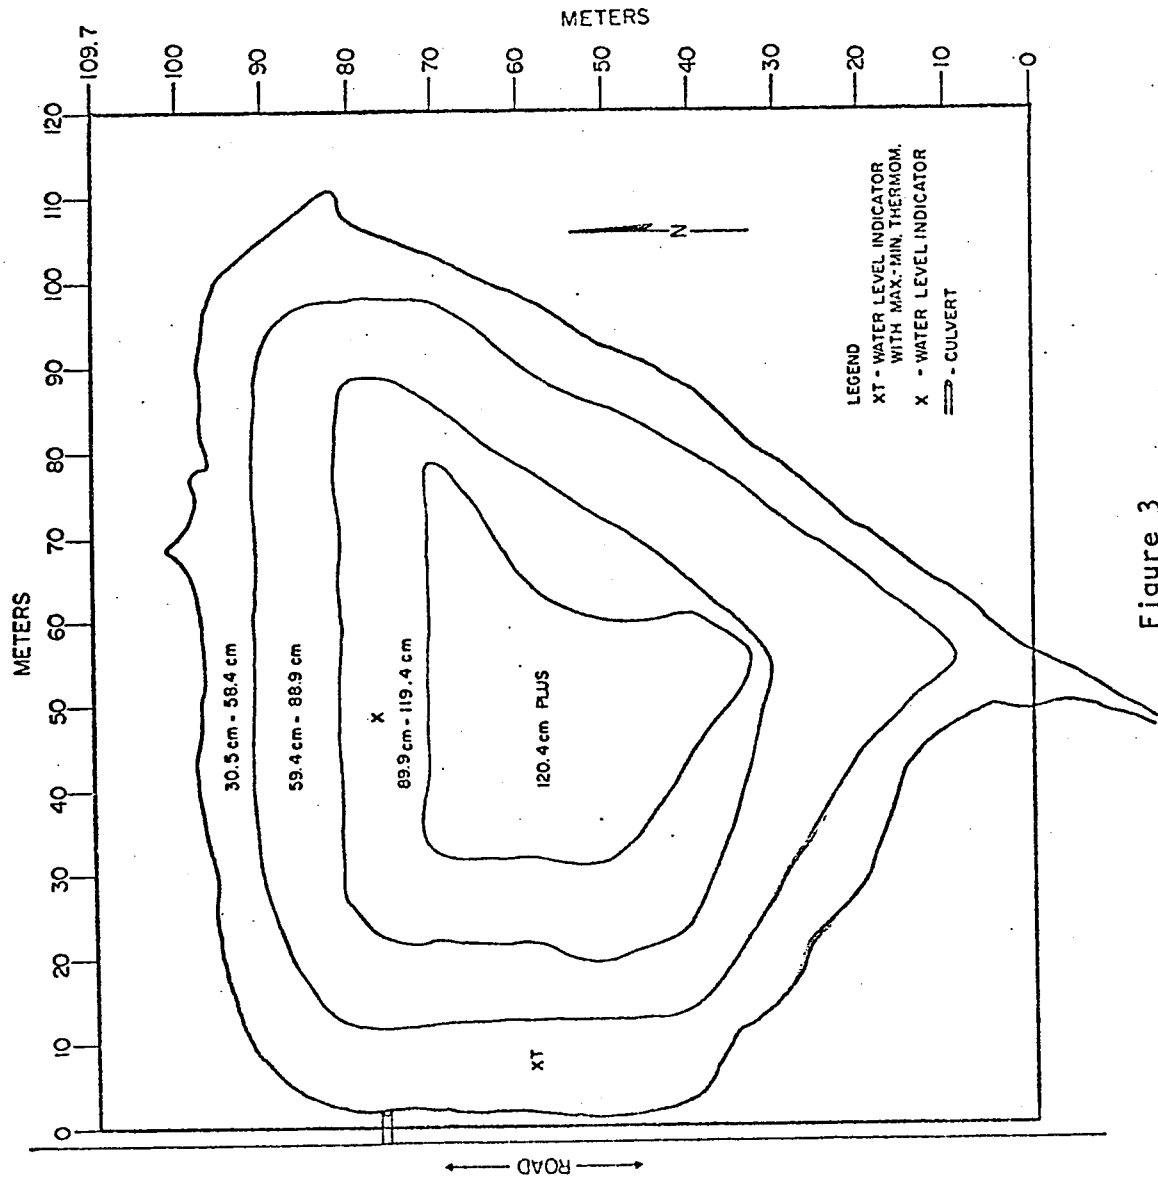 METERS
0
10
20
30
40
50
60
70
80
90
100
110
120
METERS
109.7
100
90
80
70
60
50
40
30
20
10
0
30.5 cm - 58.4 cm
59.4 cm - 88.9 cm
X
89.9 cm - 119.4 cm
120.4 cm PLUS
XT
N
LEGEND
XT - WATER LEVEL INDICATOR
WITH MAX.-MIN. THERMOM.
X - WATER LEVEL INDICATOR
- CULVERT
ROAD
Figure 3